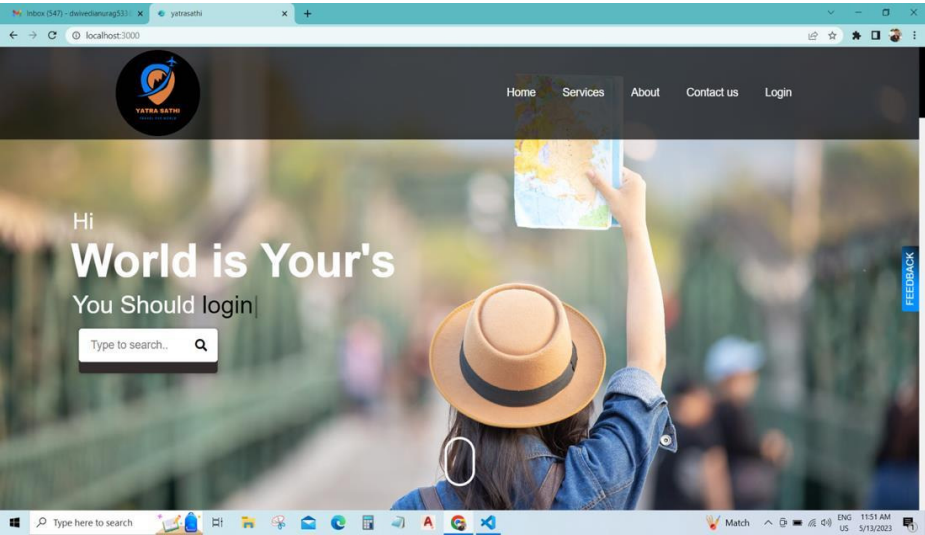 Inbox (547) - dwivedianurag533
yatrasathi
localhost:3000
YATRA SATHI
Home Services About Contact us Login
Hi
World is Your's
You Should login
Type to search..
FEEDBACK
Type here to search
Match
ENG
US
11:51 AM
5/13/2023